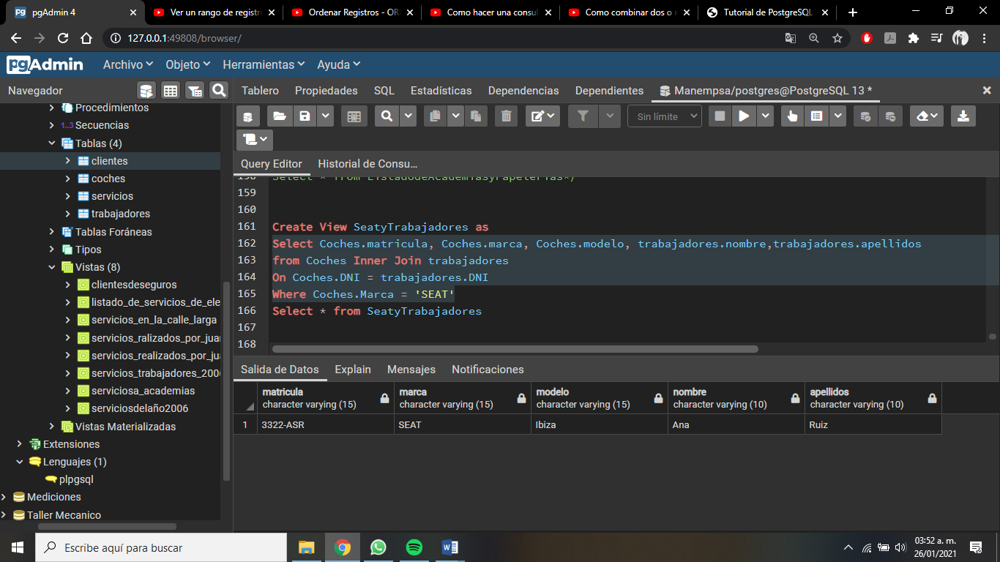 pgAdmin 4
Ver un rango de registr
Ordenar Registros - OR
Como hacer una consul
Como combinar dos o m
Tutorial de PostgreSQL
127.0.0.1:49808/browser/
pgAdmin Archivo Objeto Herramientas Ayuda
Navegador
Tablero Propiedades SQL Estadísticas Dependencias Dependientes Manempsa/postgres@PostgreSQL 13 *
Procedimientos
1..3 Secuencias
Tablas (4)
clientes
coches
servicios
trabajadores
Tablas Foráneas
Tipos
Vistas (8)
clientesdeseguros
listado_de_servicios_de_ele
servicios_en_la_calle_larga
servicios_ralizados_por_jua
servicios_realizados_por_ju
servicios_trabajadores_200
serviciosa_academias
serviciosdelaño2006
Vistas Materializadas
Extensiones
Lenguajes (1)
plpgsql
Mediciones
Taller Mecanico
Sin límite
Query Editor Historial de Consu...
158 Select * from ListadodeAcademiasyPapelerias*/
159
160
161 Create View SeatyTrabajadores as
162 Select Coches.matricula, Coches.marca, Coches.modelo, trabajadores.nombre,trabajadores.apellidos
163 from Coches Inner Join trabajadores
164 On Coches.DNI = trabajadores.DNI
165 Where Coches.Marca = 'SEAT'
166 Select * from SeatyTrabajadores
167
168
Salida de Datos Explain Mensajes Notificaciones
matricula marca modelo nombre apellidos
character varying (15) character varying (15) character varying (15) character varying (10) character varying (10)
1 3322-ASR SEAT Ibiza Ana Ruiz
Escribe aquí para buscar
03:52 a. m.
26/01/2021